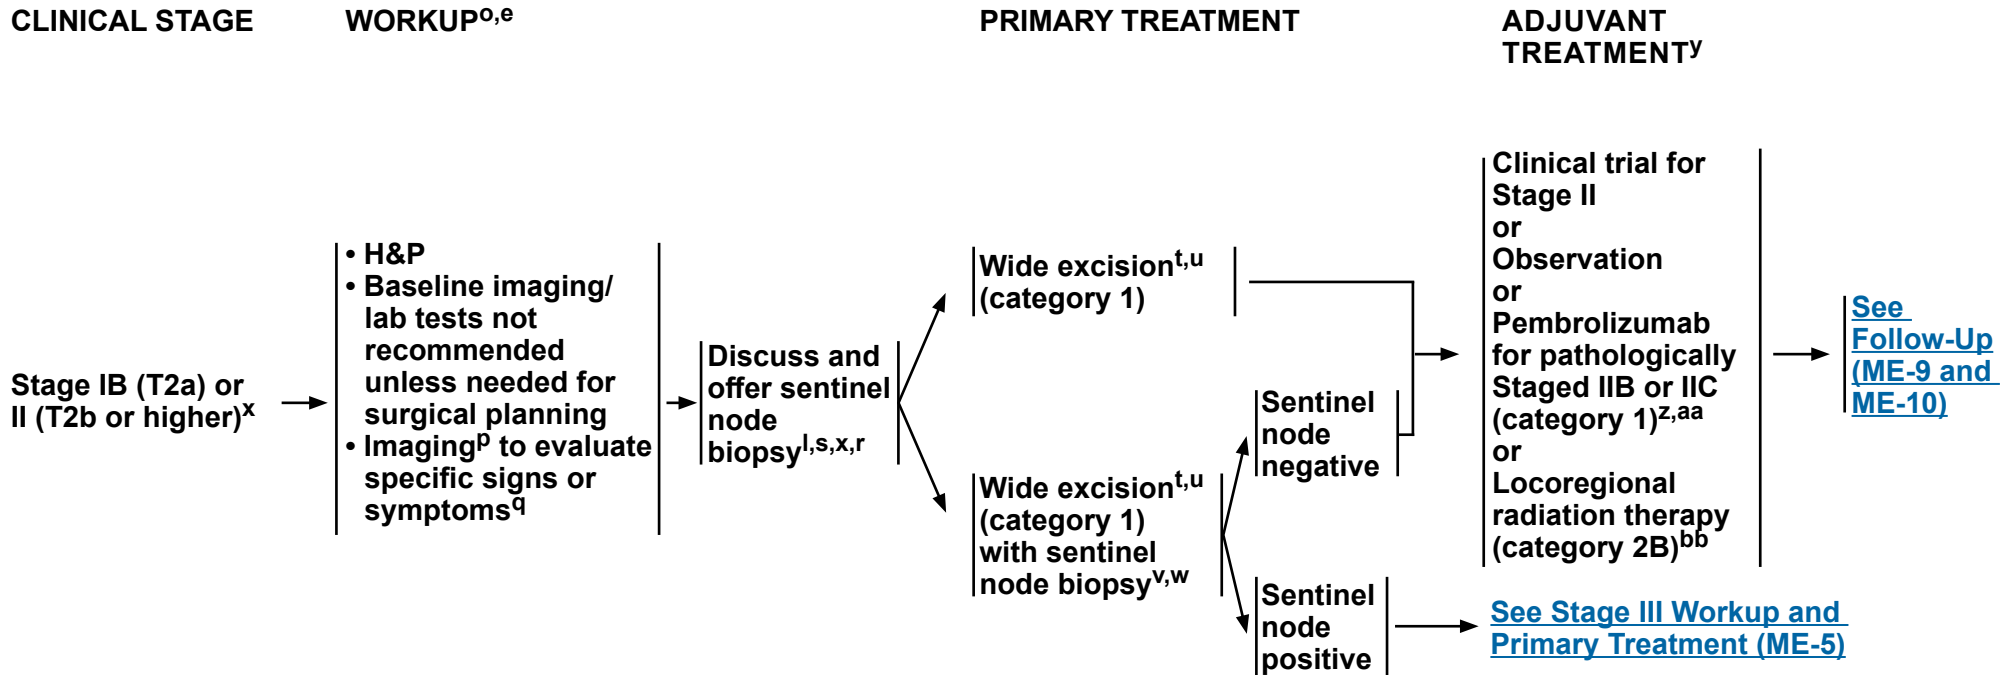 CLINICAL STAGE
WORKUPo,e
PRIMARY TREATMENT
ADJUVANT
TREATMENTy
Stage IB (T2a) or
II (T2b or higher)x
• H&P
• Baseline imaging/
lab tests not
recommended
unless needed for
surgical planning
• Imagingp to evaluate
specific signs or
symptomsq
Discuss and
offer sentinel
node
biopsyl,s,x,r
Wide excisiont,u
(category 1)
Wide excisiont,u
(category 1)
with sentinel
node biopsyv,w
Sentinel
node
negative
Sentinel
node
positive
Clinical trial for
Stage II
or
Observation
or
Pembrolizumab
for pathologically
Staged IIB or IIC
(category 1)z,aa
or
Locoregional
radiation therapy
(category 2B)bb
See Stage III Workup and
Primary Treatment (ME-5)
See
Follow-Up
(ME-9 and
ME-10)